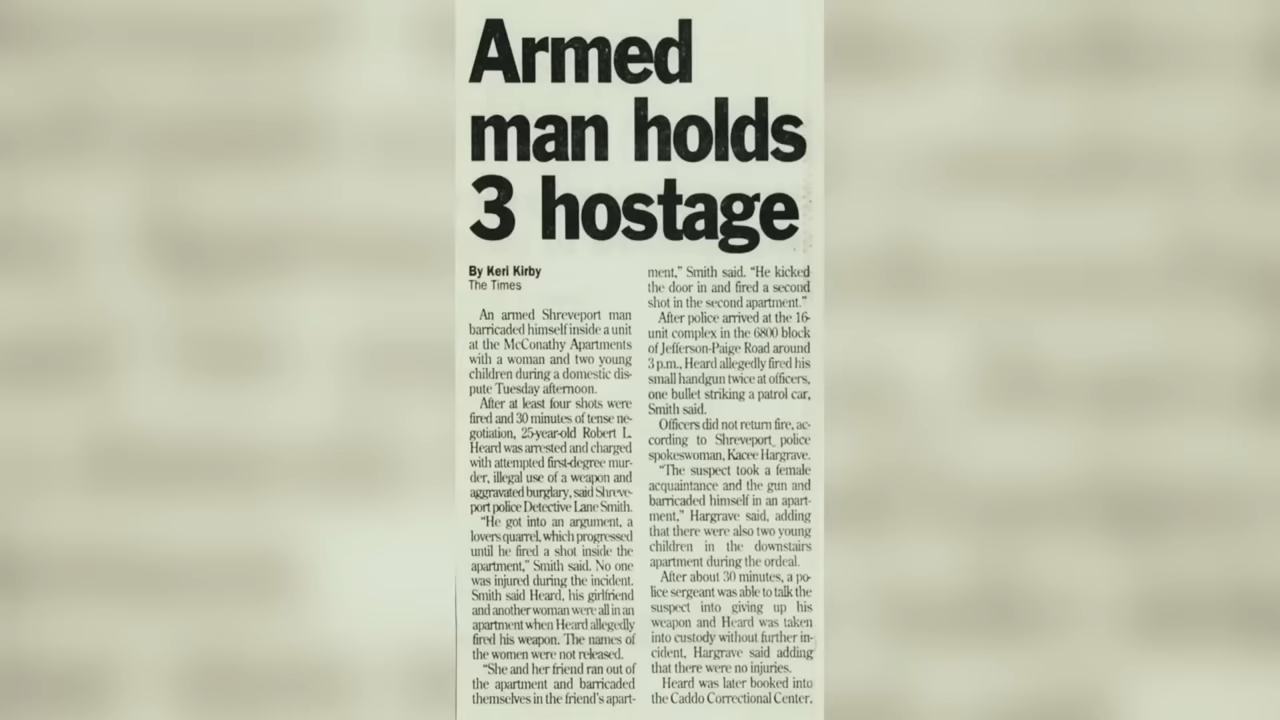 Armed
man holds
3 hostage
By Keri Kirby
The Times
An armed Shreveport man
barricaded himself inside a unit
at the McConathy Apartments
with a woman and two young
children during a domestic dis-
pute Tuesday afternoon.
After at least four shots were
fired and 30 minutes of tense ne-
gotiation, 25-year-old Robert L.
Heard was arrested and charged
with attempted first-degree mur-
der, illegal use of a weapon and
aggravated burglary, said Shreve-
port police Detective Lane Smith.
“He got into an argument, a
lovers quarrel, which progressed
until he fired a shot inside the
apartment,” Smith said. No one
was injured during the incident.
Smith said Heard, his girlfriend
and another woman were all in an
apartment when Heard allegedly
fired his weapon. The names of
the women were not released.
“She and her friend ran out of
the apartment and barricaded
themselves in the friend’s apart-
ment,” Smith said. “He kicked
the door in and fired a second
shot in the second apartment.”
After police arrived at the 16-
unit complex in the 6800 block
of Jefferson-Paige Road around
3 p.m., Heard allegedly fired his
small handgun twice at officers,
one bullet striking a patrol car,
Smith said.
Officers did not return fire, ac-
cording to Shreveport police
spokeswoman, Kacee Hargrave.
“The suspect took a female
acquaintance and the gun and
barricaded himself in an apart-
ment,” Hargrave said, adding
that there were also two young
children in the downstairs
apartment during the ordeal.
After about 30 minutes, a po-
lice sergeant was able to talk the
suspect into giving up his
weapon and Heard was taken
into custody without further in-
cident, Hargrave said adding
that there were no injuries.
Heard was later booked into
the Caddo Correctional Center.